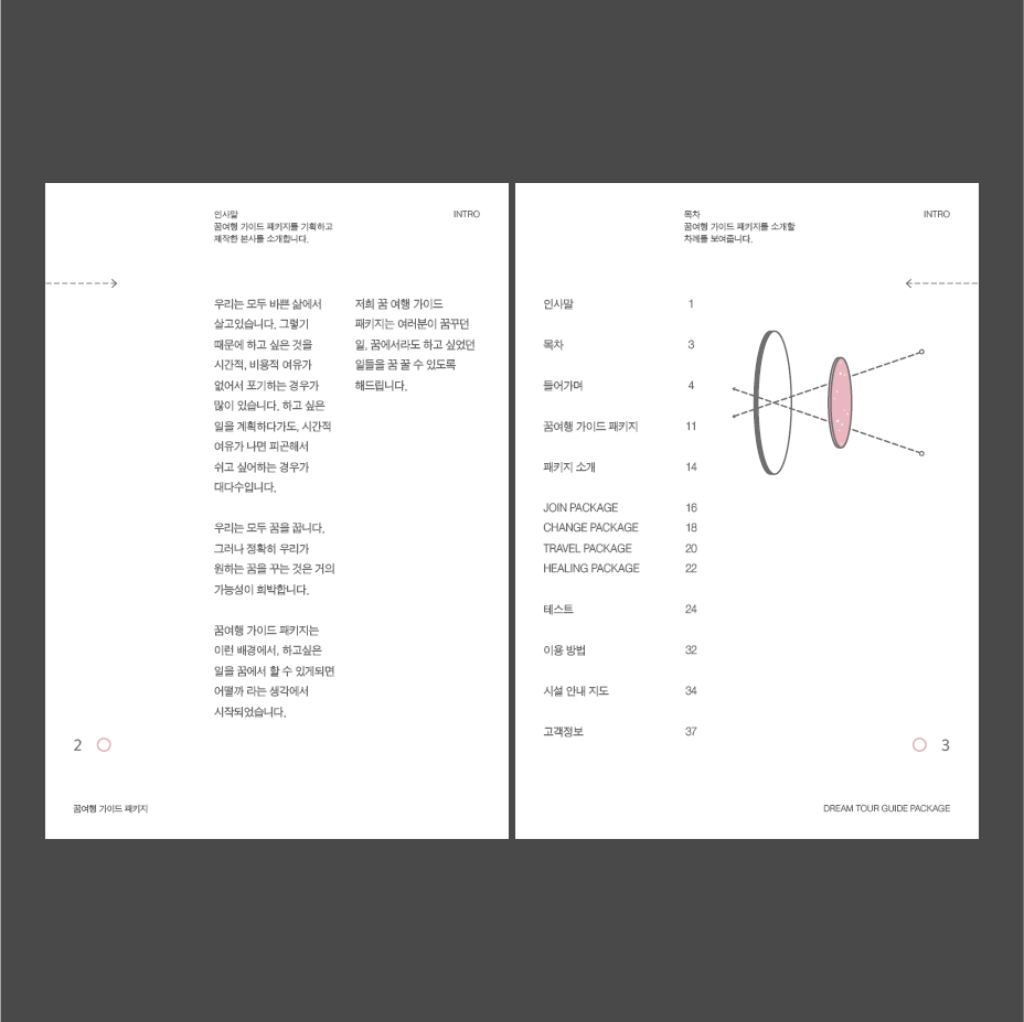 인사말
꿈여행 가이드 패키지를 기획하고
제작한 본사를 소개합니다.
INTRO
우리는 모두 바쁜 삶에서
살고있습니다. 그렇기
때문에 하고 싶은 것을
시간적, 비용적 여유가
없어서 포기하는 경우가
많이 있습니다. 하고 싶은
일을 계획하다가도, 시간적
여유가 나면 피곤해서
쉬고 싶어하는 경우가
대다수입니다.
우리는 모두 꿈을 꿉니다.
그러나 정확히 우리가
원하는 꿈을 꾸는 것은 거의
가능성이 희박합니다.
꿈여행 가이드 패키지는
이런 배경에서, 하고싶은
일을 꿈에서 할 수 있게되면
어떨까 라는 생각에서
시작되었습니다.
저희 꿈 여행 가이드
패키지는 여러분이 꿈꾸던
일, 꿈에서라도 하고 싶었던
일들을 꿈 꿀 수 있도록
해드립니다.
2
꿈여행 가이드 패키지
목차
꿈여행 가이드 패키지를 소개할
차례를 보여줍니다.
INTRO
인사말 1
목차 3
들어가며 4
꿈여행 가이드 패키지 11
패키지 소개 14
JOIN PACKAGE 16
CHANGE PACKAGE 18
TRAVEL PACKAGE 20
HEALING PACKAGE 22
테스트 24
이용 방법 32
시설 안내 지도 34
고객정보 37
3
DREAM TOUR GUIDE PACKAGE